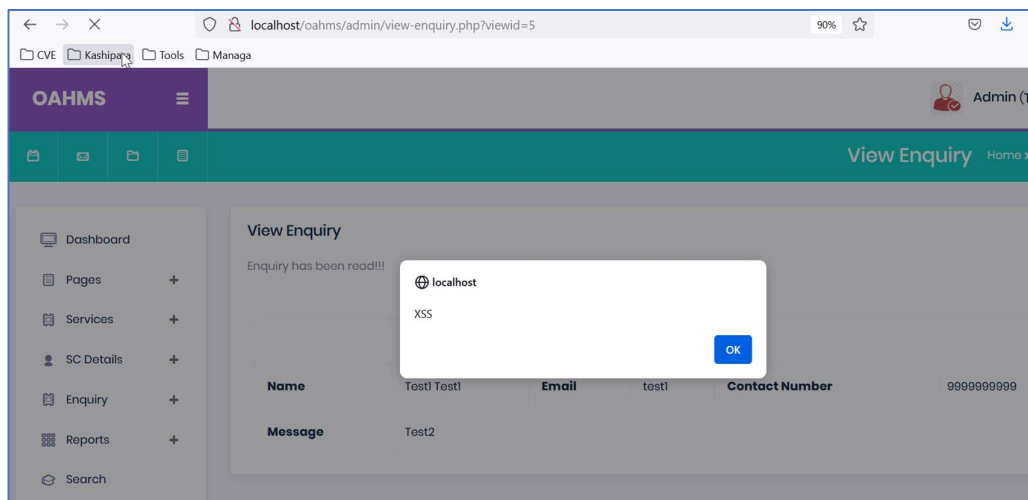 localhost/oahms/admin/view-enquiry.php?viewid=5 90%
CVE Kashipara Tools Managa
OAHMS Admin (
View Enquiry Home
Dashboard
View Enquiry
Pages +
Enquiry has been read!!!
localhost
Services +
XSS
SC Details +
OK
Name Test1 Test1 Email test1 Contact Number 9999999999
Enquiry +
Message Test2
Reports +
Search